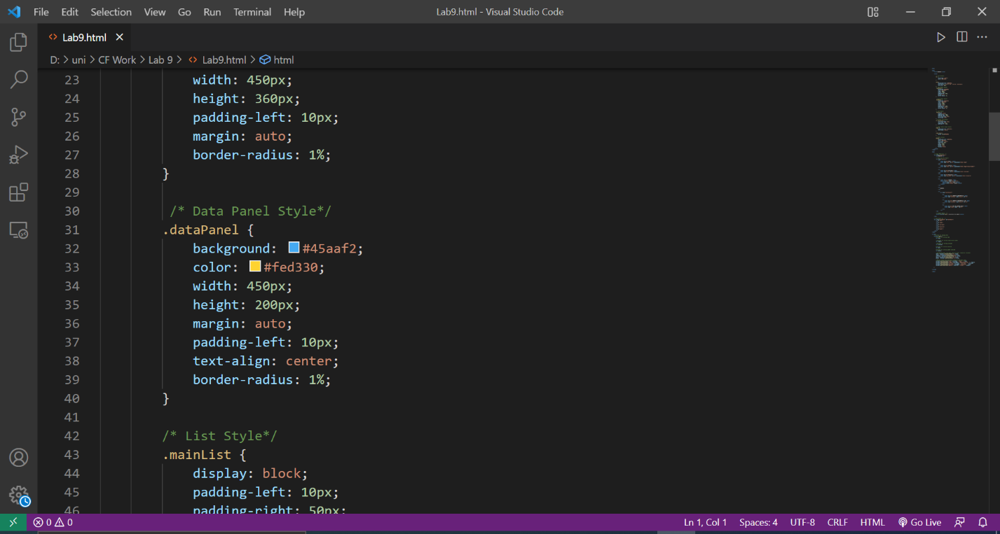 File Edit Selection View Go Run Terminal Help Lab9.html - Visual Studio Code
Lab9.html
D: > uni > CF Work > Lab 9 > Lab9.html > html
23 width: 450px;
24 height: 360px;
25 padding-left: 10px;
26 margin: auto;
27 border-radius: 1%;
28 }
29
30 /* Data Panel Style*/
31 .dataPanel {
32 background: #45aaf2;
33 color: #fed330;
34 width: 450px;
35 height: 200px;
36 margin: auto;
37 padding-left: 10px;
38 text-align: center;
39 border-radius: 1%;
40 }
41
42 /* List Style*/
43 .mainList {
44 display: block;
45 padding-left: 10px;
46 padding-right: 50px;
0 0 Ln 1, Col 1 Spaces: 4 UTF-8 CRLF HTML Go Live